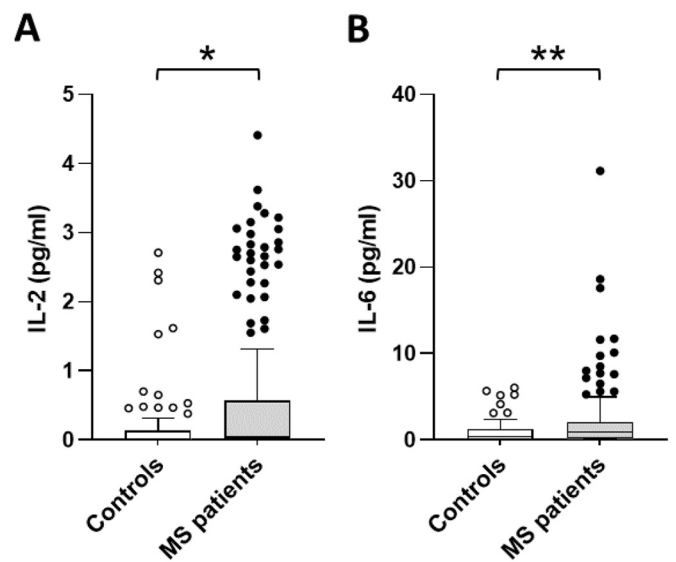 A
*
IL-2 (pg/ml)
5
4
3
2
1
0
Controls
MS patients
B
**
IL-6 (pg/ml)
40
30
20
10
0
Controls
MS patients